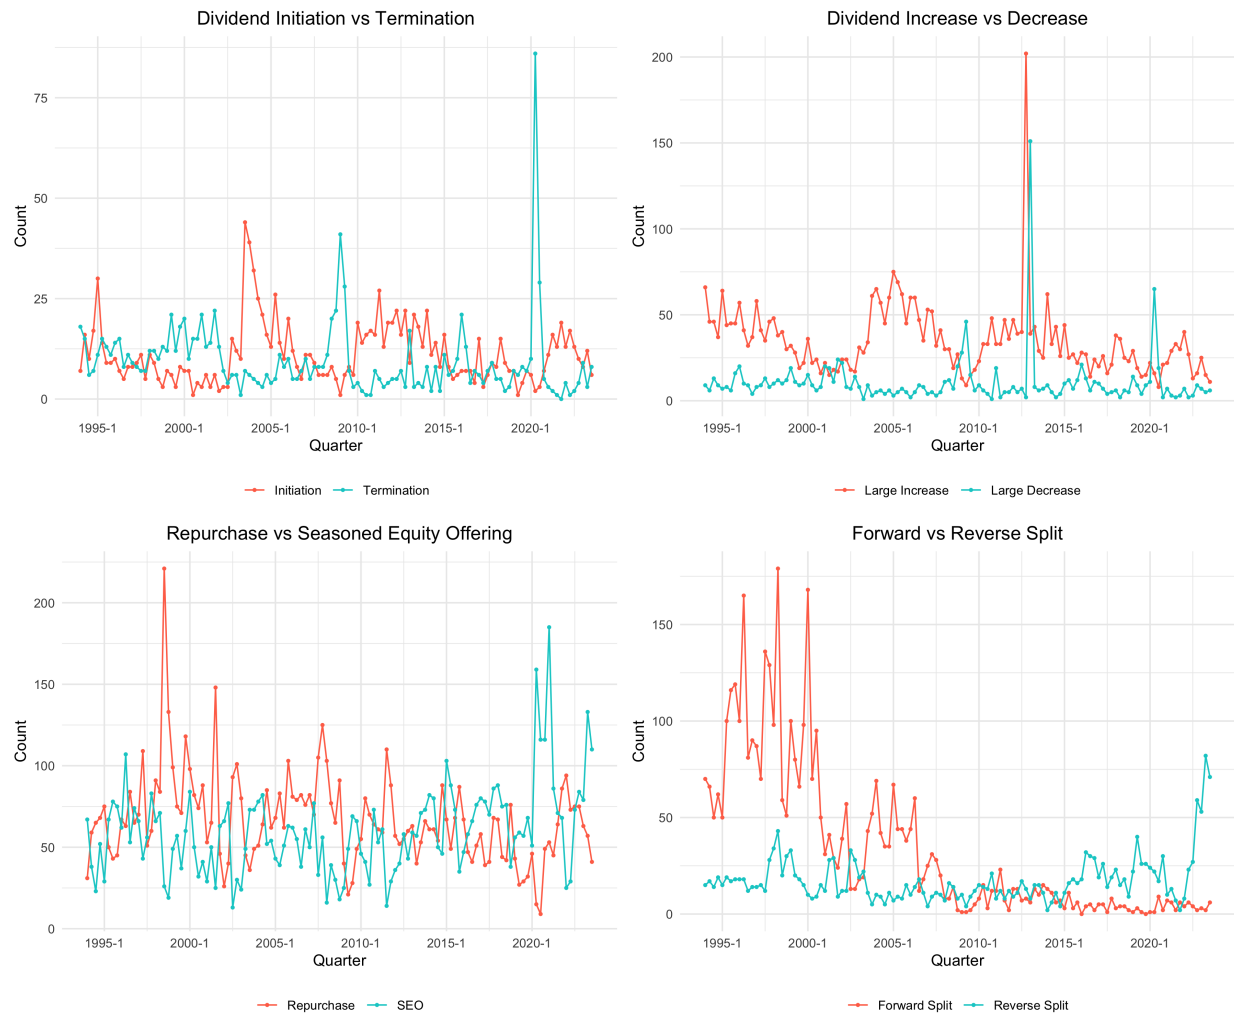 Dividend Initiation vs Termination
Count
75
50
25
0
1995-1 2000-1 2005-1 2010-1 2015-1 2020-1
Quarter
Initiation Termination
Dividend Increase vs Decrease
Count
200
150
100
50
0
1995-1 2000-1 2005-1 2010-1 2015-1 2020-1
Quarter
Large Increase Large Decrease
Repurchase vs Seasoned Equity Offering
Count
200
150
100
50
0
1995-1 2000-1 2005-1 2010-1 2015-1 2020-1
Quarter
Repurchase SEO
Forward vs Reverse Split
Count
150
100
50
0
1995-1 2000-1 2005-1 2010-1 2015-1 2020-1
Quarter
Forward Split Reverse Split